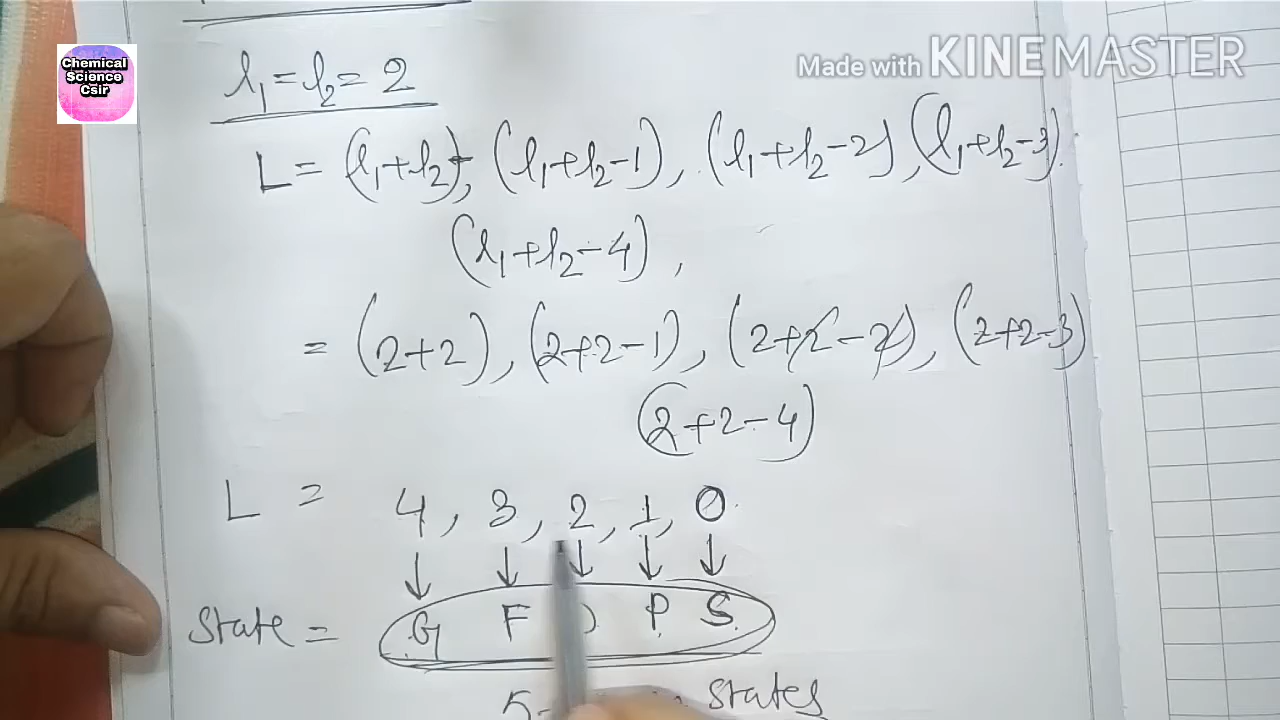 Chemical
Science
Csir
Made with KINEMASTER
l₁ = l₂ = 2
L = (l₁+l₂), (l₁+l₂-1), (l₁+l₂-2), (l₁+l₂-3).
(l₁+l₂-4),
= (2+2), (2+2-1), (2+2-2), (2+2-3)
(2+2-4)
L = 4, 3, 2, 1, 0.
↓ ↓ ↓ ↓ ↓
State = G F P S
5- States